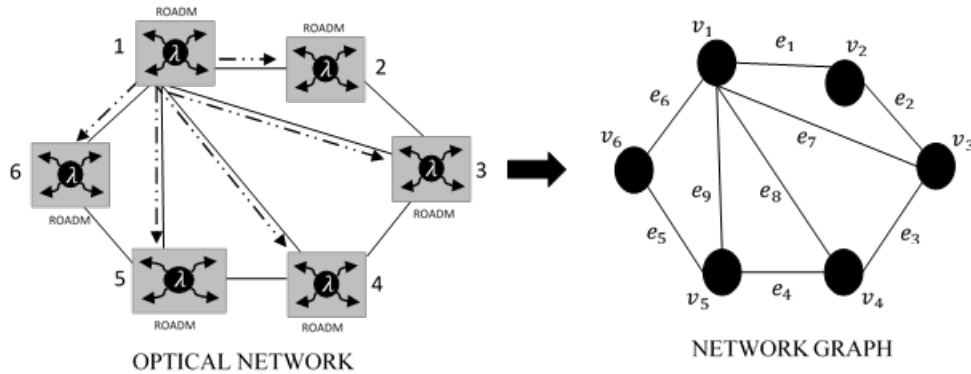 ROADM
1
λ
ROADM
2
λ
6
λ
ROADM
3
λ
ROADM
5
λ
ROADM
4
λ
ROADM
OPTICAL NETWORK
v₁
e₁
v₂
e₆
e₂
v₆
e₇
v₃
e₉
e₈
e₅
e₃
v₅
e₄
v₄
NETWORK GRAPH